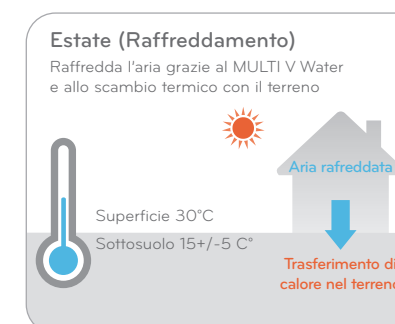 Estate (Raffreddamento)
Raffredda l'aria grazie al MULTI V Water
e allo scambio termico con il terreno
Aria rafreddata
Superficie 30°C
Sottosuolo 15+/-5 C°
Trasferimento di
calore nel terreno